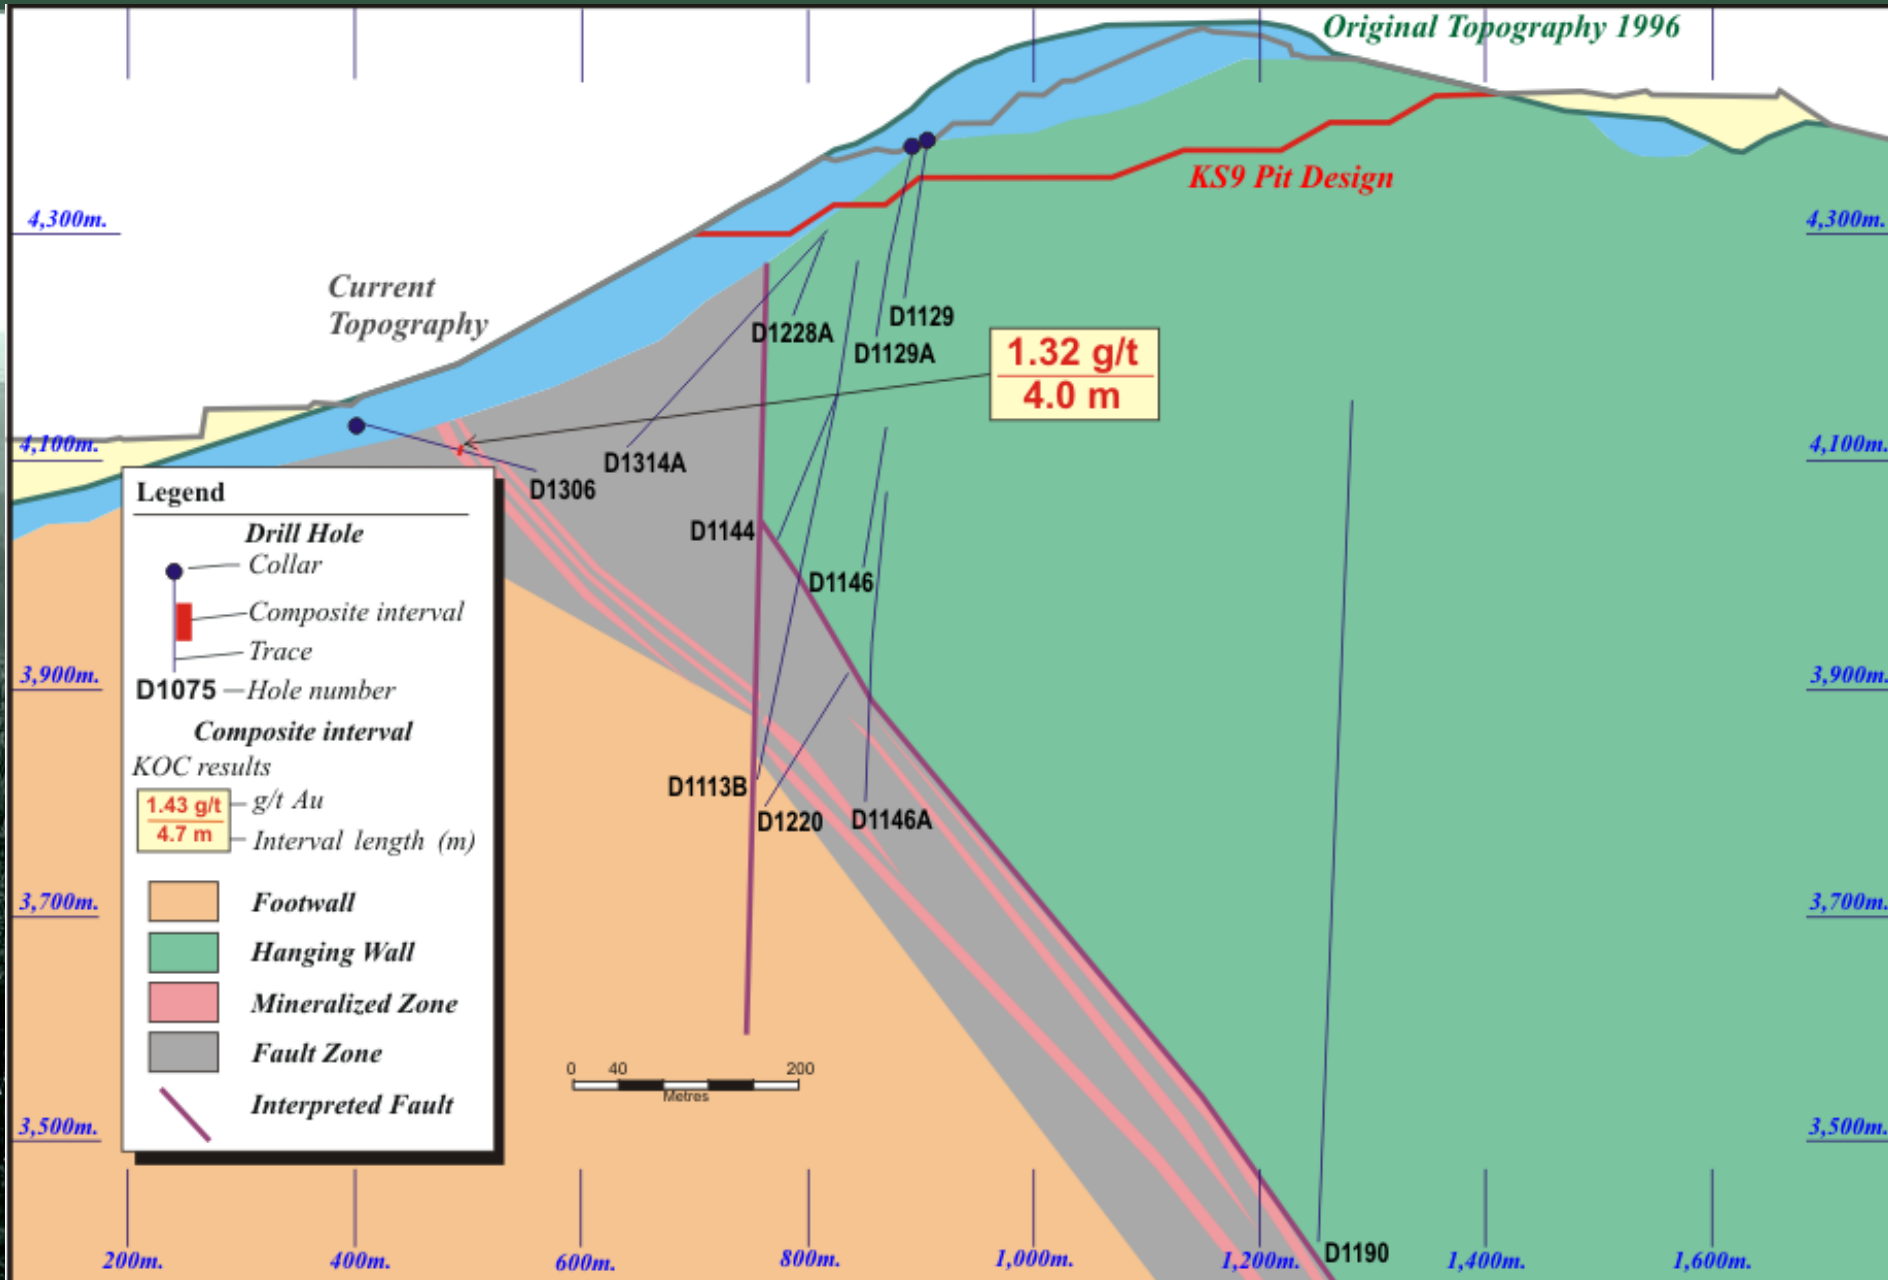 Original Topography 1996
KS9 Pit Design
4,300m.
4,300m.
Current
Topography
D1129
D1228A
D1129A
1.32 g/t
4.0 m
4,100m.
4,100m.
D1314A
D1306
D1144
D1146
Legend
Drill Hole
Collar
Composite interval
Trace
D1075
Hole number
Composite interval
KOC results
1.43 g/t
4.7 m
g/t Au
Interval length (m)
Footwall
Hanging Wall
Mineralized Zone
Fault Zone
Interpreted Fault
3,900m.
3,900m.
D1113B
D1220
D1146A
3,700m.
3,700m.
0 40 200
Metres
3,500m.
3,500m.
D1190
200m. 400m. 600m. 800m. 1,000m. 1,200m. 1,400m. 1,600m.